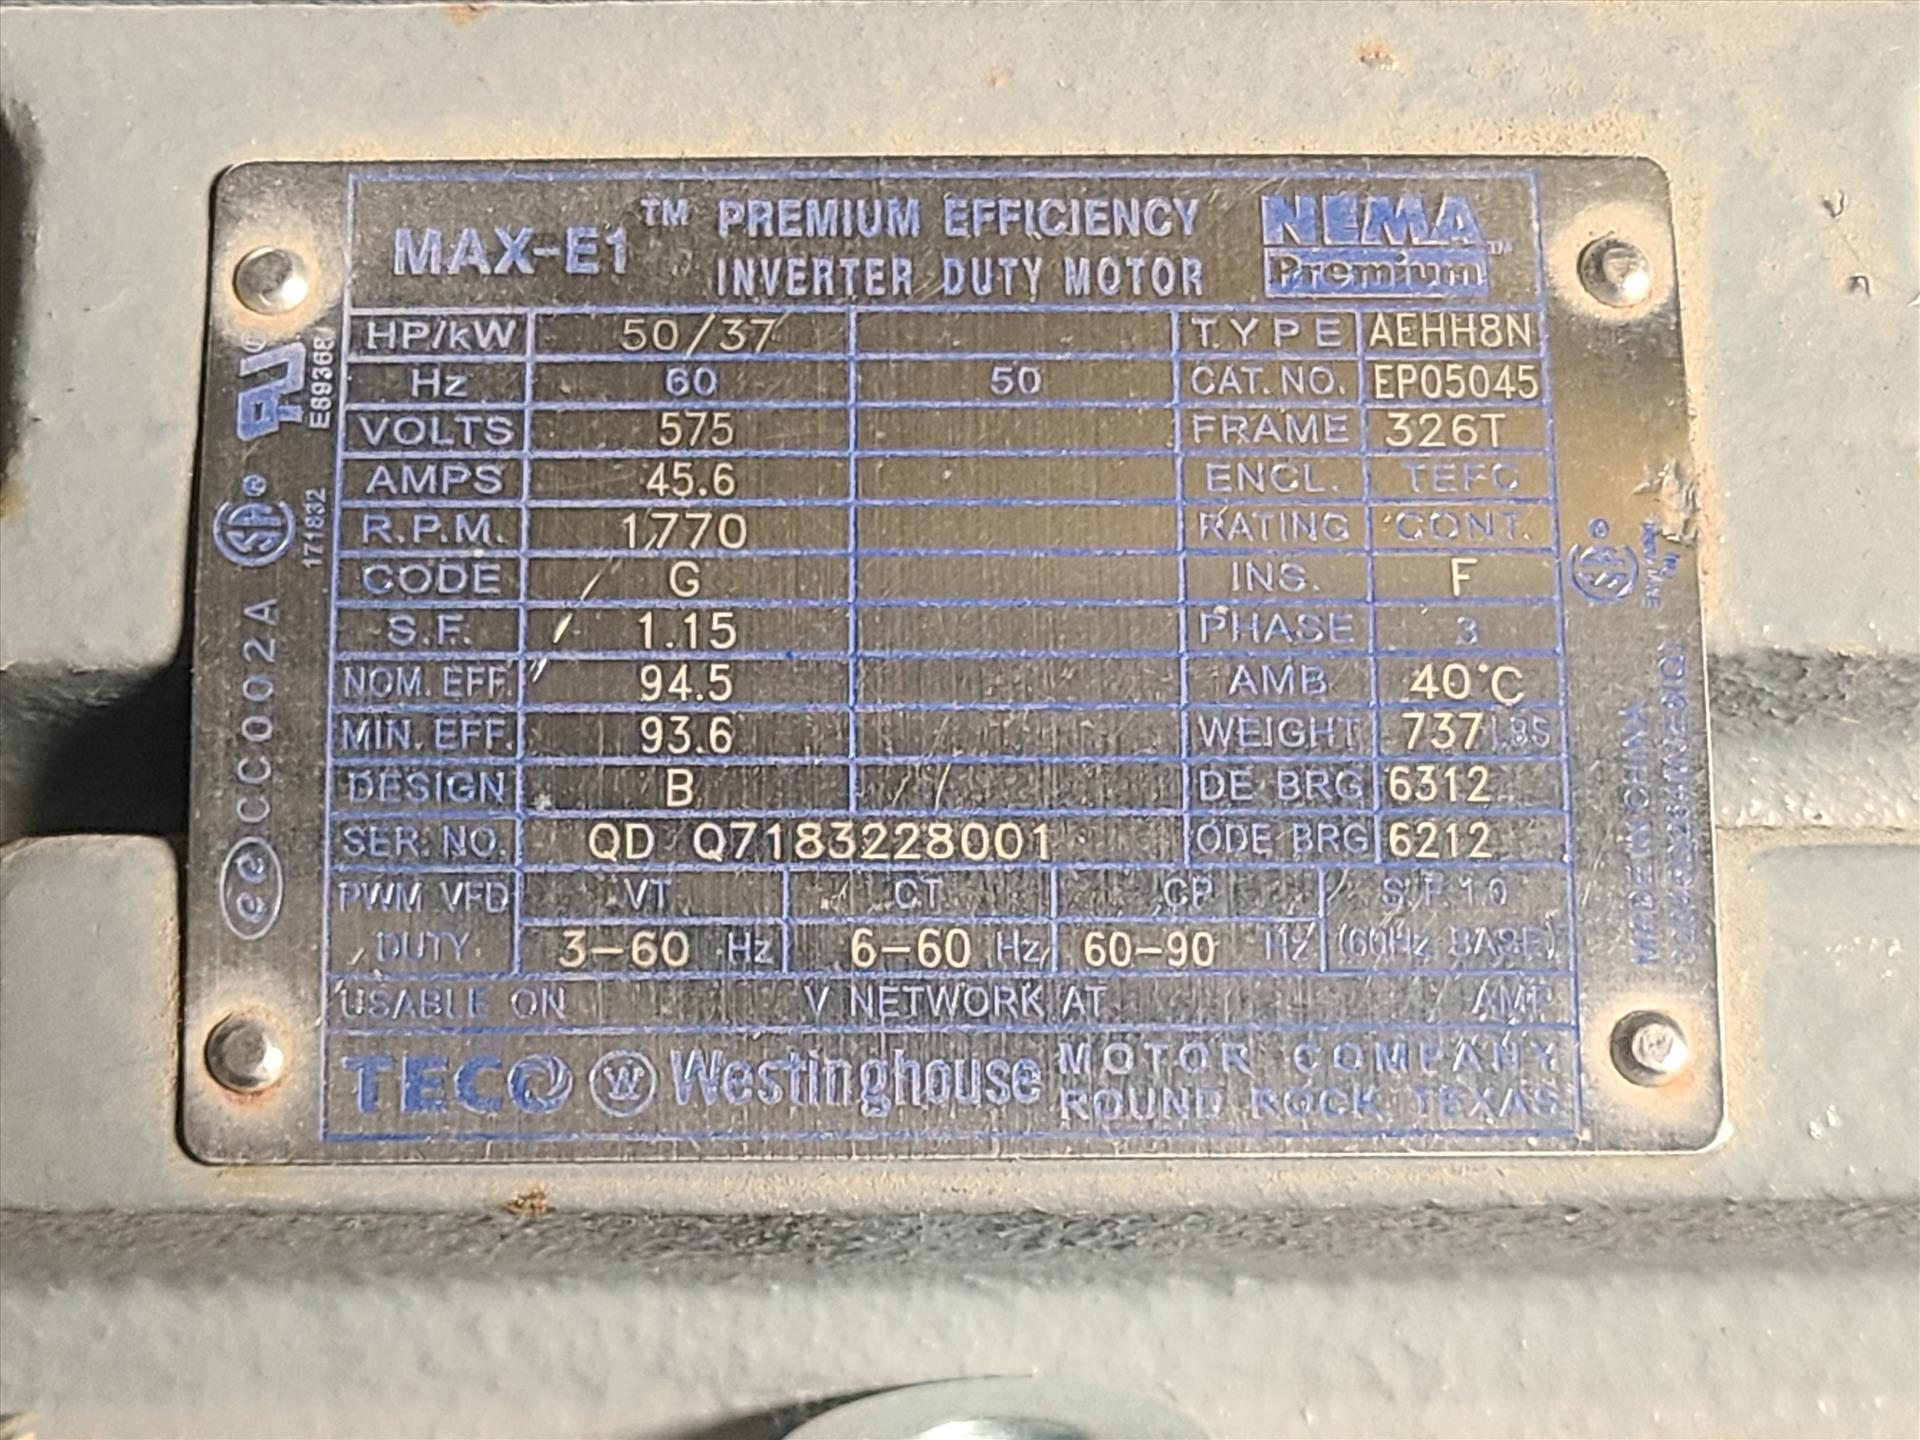 MAX-E1 ™ PREMIUM EFFICIENCY INVERTER DUTY MOTOR
NEMA Premium ™
HP/kW 50/37 TYPE AEHH8N
Hz 60 50 CAT. NO. EP05045
VOLTS 575 FRAME 326T
AMPS 45.6 ENCL. TEFC
R.P.M. 1770 RATING CONT.
CODE G INS. F
S.F. 1.15 PHASE 3
NOM. EFF. 94.5 AMB 40°C
MIN. EFF. 93.6 WEIGHT 737 LBS
DESIGN B DE BRG 6312
SER. NO. QD Q7183228001 ODE BRG 6212
PWM VFD VT CT CP S.F. 1.0
DUTY 3-60 Hz 6-60 Hz 60-90 Hz (60Hz BASE)
USABLE ON V NETWORK AT AMP
TECO W Westinghouse MOTOR COMPANY
ROUND ROCK, TEXAS
CC002A
171832
MADE IN CHINA